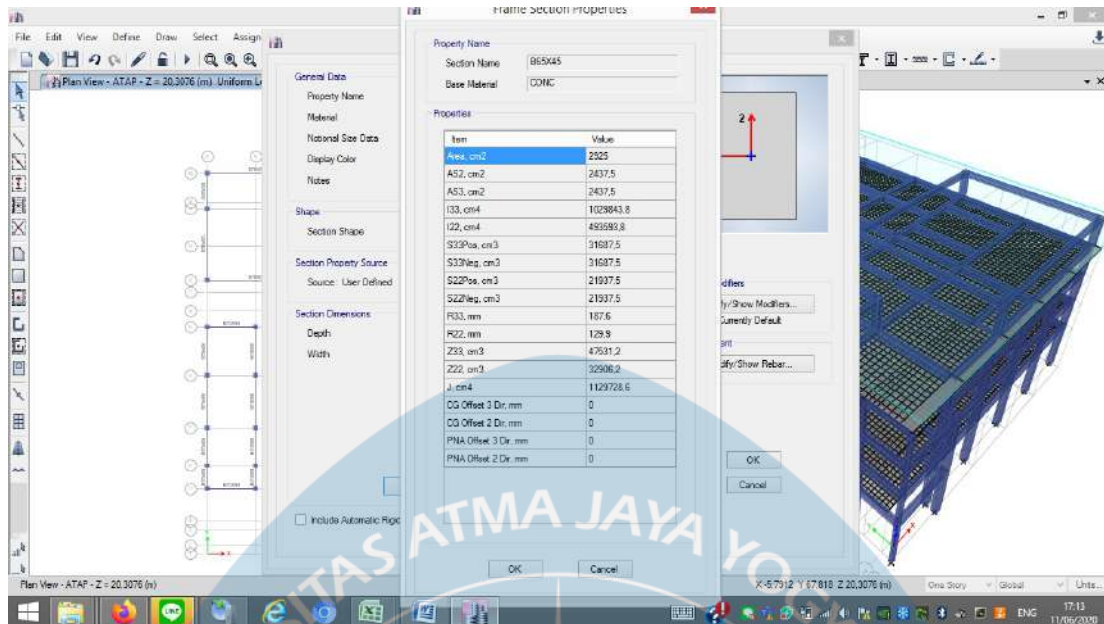 Frame Section Properties
File Edit View Define Draw Select Assign
Plan View - ATAP - Z = 20,3076 (m) Uniform L
General Data
Property Name
Material
Notional Size Data
Display Color
Notes
Shape
Section Shape
Section Property Source
Source: User Defined
Section Dimensions
Depth
Width
Include Automatic Rigid
Property Name
Section Name B65X45
Base Material CONC
Properties
Item Value
Area, cm2 2925
AS2, cm2 2437,5
AS3, cm2 2437,5
I33, cm4 1029843,8
I22, cm4 493593,8
S33Pos, cm3 31687,5
S33Neg, cm3 31687,5
S22Pos, cm3 21937,5
S22Neg, cm3 21937,5
R33, mm 187,6
R22, mm 129,9
Z33, cm3 47531,2
Z22, cm3 32906,2
J, cm4 1129728,6
CG Offset 3 Dir, mm 0
CG Offset 2 Dir, mm 0
PNA Offset 3 Dir, mm 0
PNA Offset 2 Dir, mm 0
OK Cancel
2
odifiers
fy/Show Modifiers...
Currently Default
ent
dify/Show Rebar...
OK
Cancel
ITAS ATMA JAYA YOG
Plan View - ATAP - Z = 20,3076 (m)
X -5,7912 Y 67,818 Z 20,3076 (m)
One Story Global Units...
ENG
17:13
11/06/2020